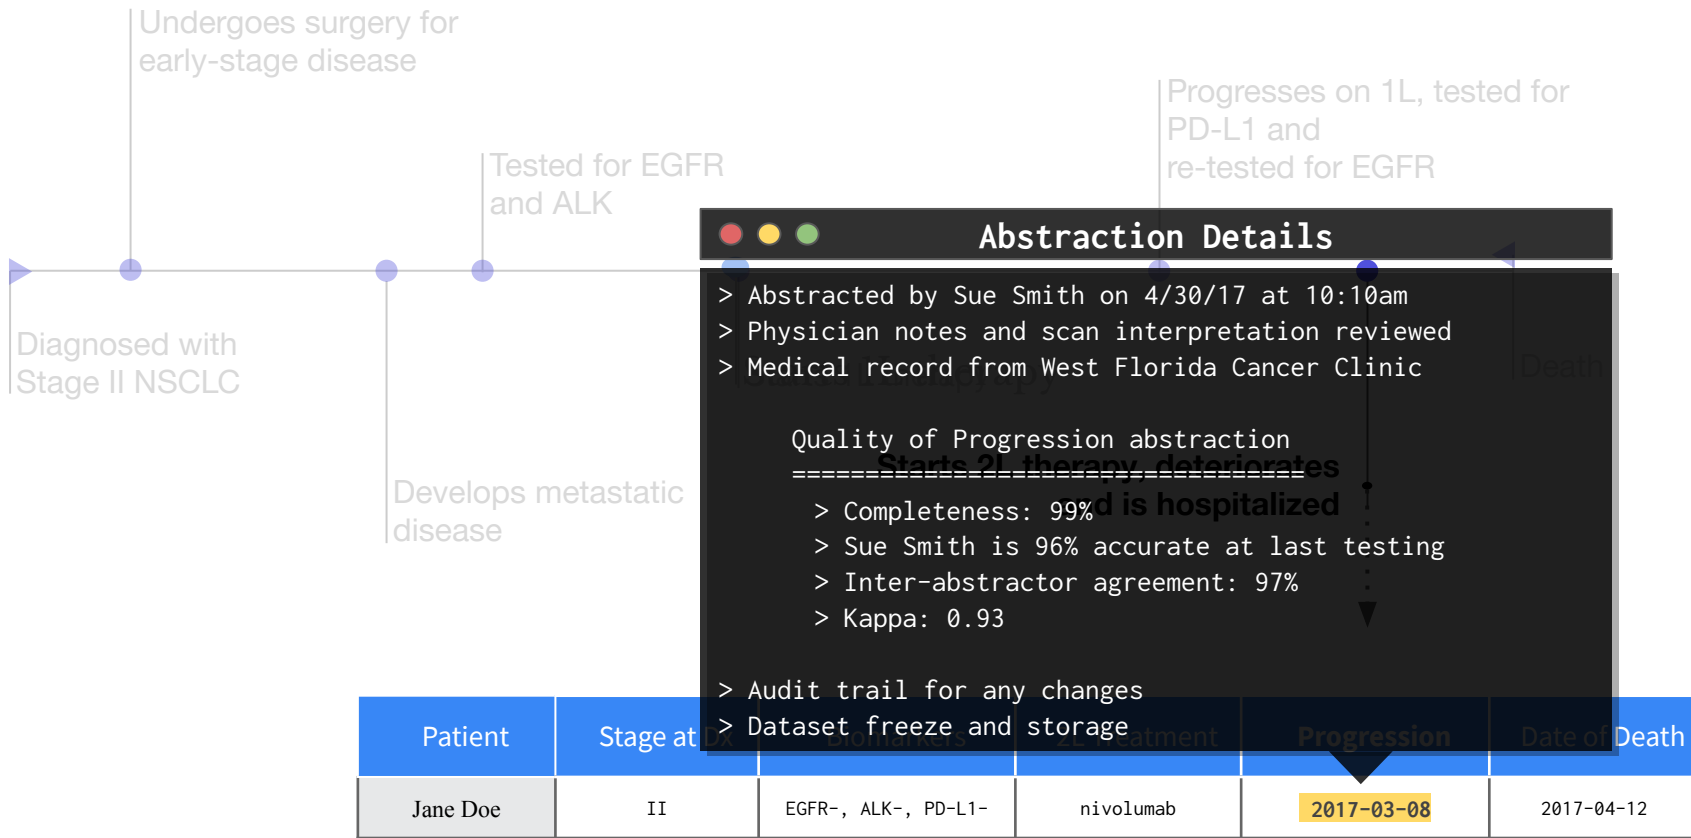 Undergoes surgery for
early-stage disease
Progresses on 1L, tested for
PD-L1 and
re-tested for EGFR
Tested for EGFR
and ALK
Abstraction Details
> Abstracted by Sue Smith on 4/30/17 at 10:10am
> Physician notes and scan interpretation reviewed
> Medical record from West Florida Cancer Clinic
Diagnosed with
Stage II NSCLC
therapy
Death
Quality of Progression abstraction
===================================
Starts 2L therapy, deteriorates
and is hospitalized
> Completeness: 99%
> Sue Smith is 96% accurate at last testing
> Inter-abstractor agreement: 97%
> Kappa: 0.93
Develops metastatic
disease
> Audit trail for any changes
> Dataset freeze and storage
Patient Stage at Dx Biomarkers 2L Treatment Progression Date of Death
Jane Doe II EGFR-, ALK-, PD-L1- nivolumab 2017-03-08 2017-04-12